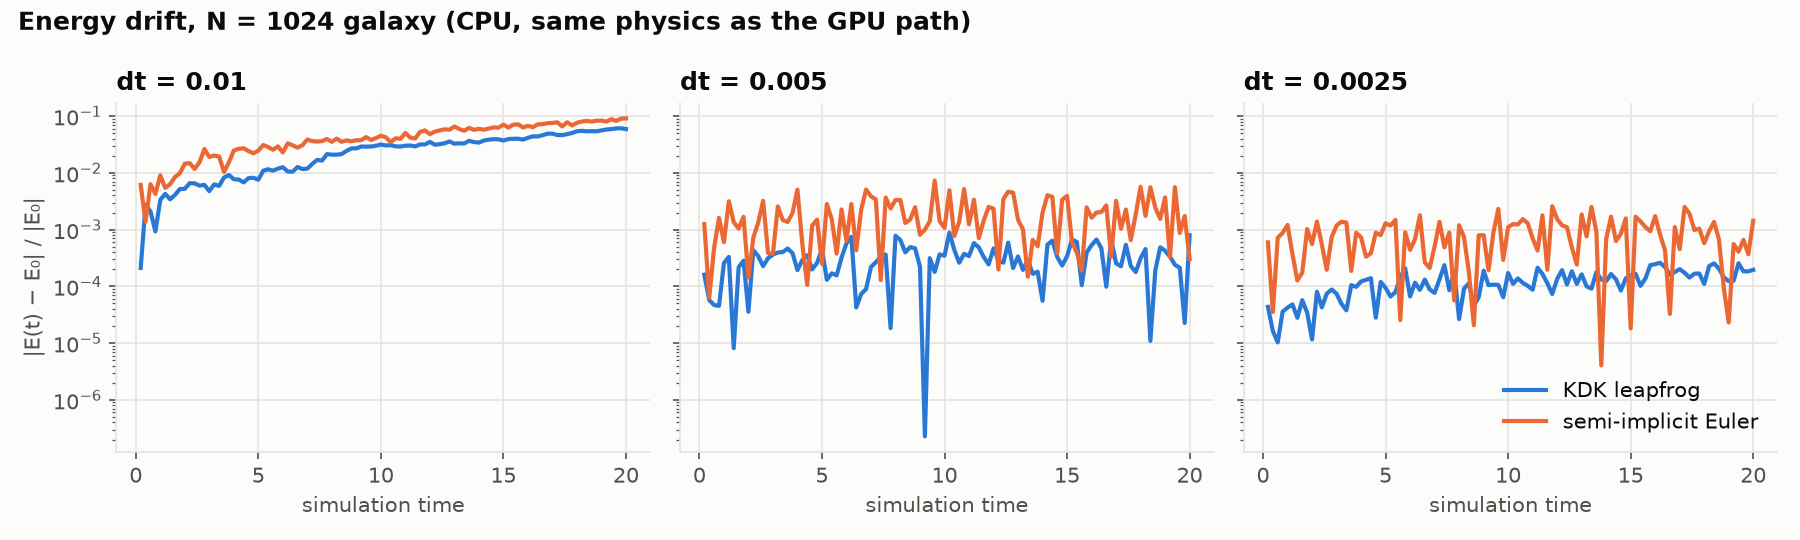 Energy drift, N = 1024 galaxy (CPU, same physics as the GPU path)
dt = 0.01
dt = 0.005
dt = 0.0025
|E(t) − E₀| / |E₀|
10⁻¹
10⁻²
10⁻³
10⁻⁴
10⁻⁵
10⁻⁶
KDK leapfrog
semi-implicit Euler
0 5 10 15 20
0 5 10 15 20
0 5 10 15 20
simulation time
simulation time
simulation time